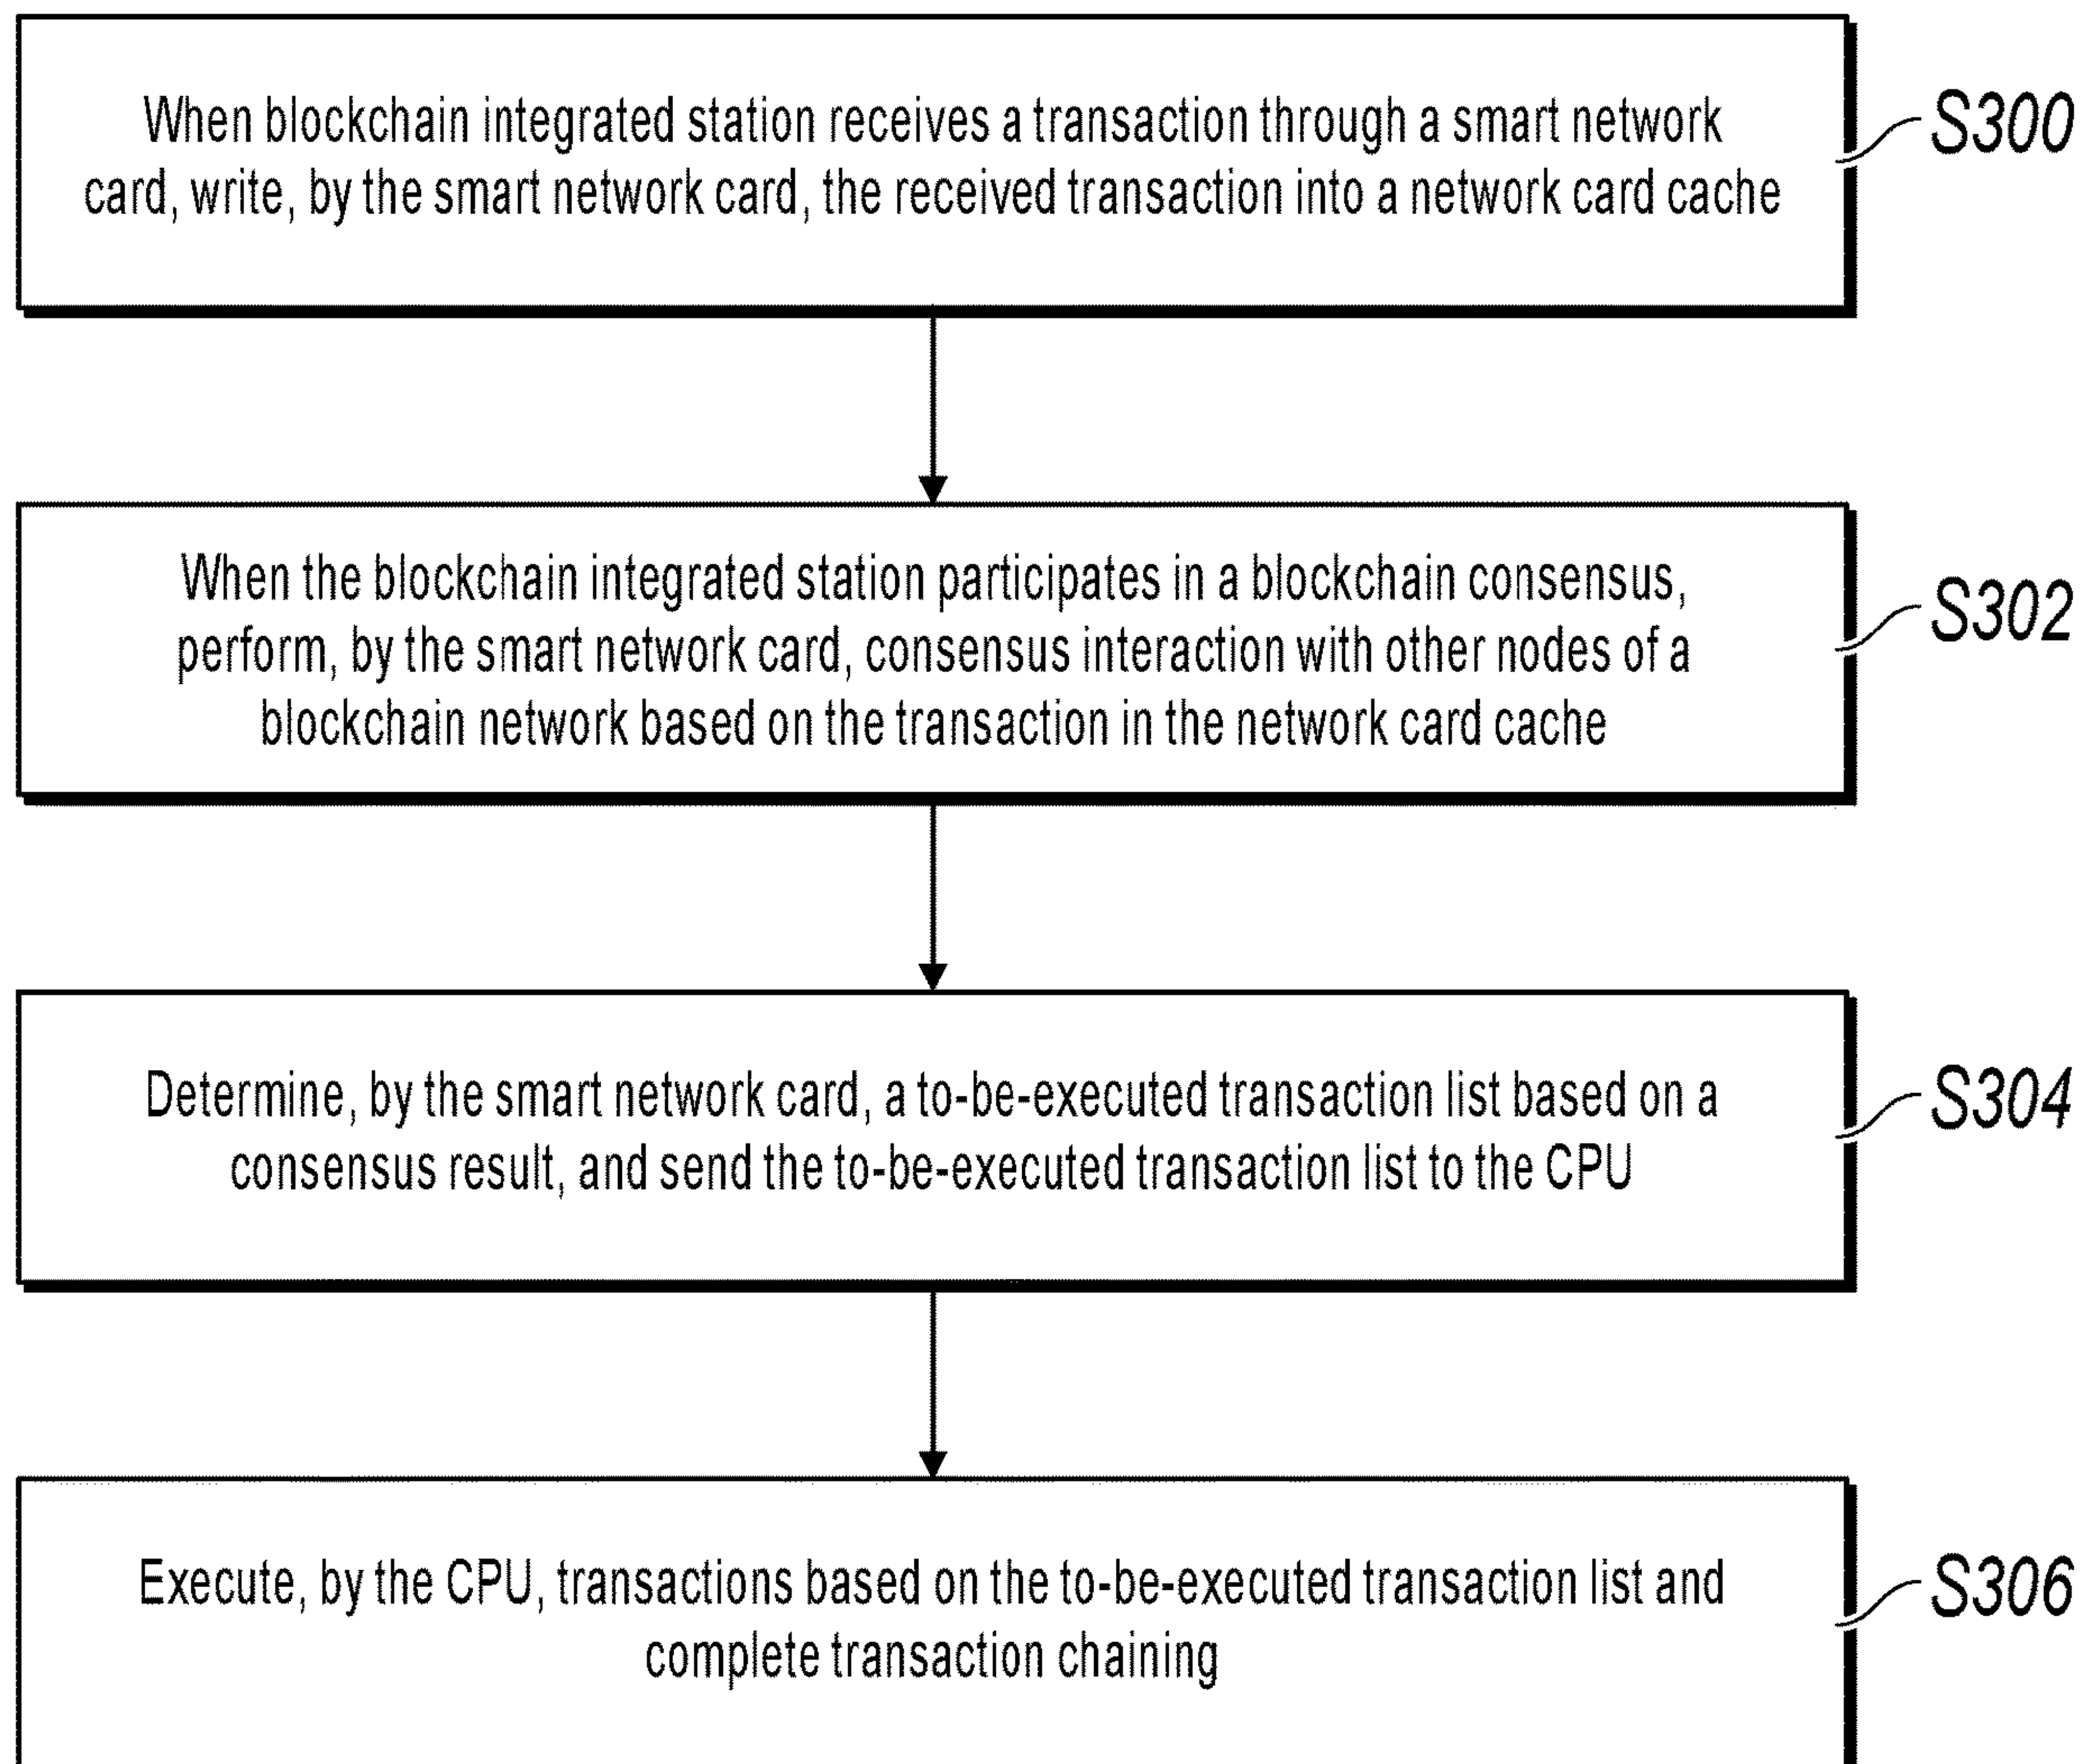 When blockchain integrated station receives a transaction through a smart network
card, write, by the smart network card, the received transaction into a network card cache
S300
When the blockchain integrated station participates in a blockchain consensus,
perform, by the smart network card, consensus interaction with other nodes of a
blockchain network based on the transaction in the network card cache
S302
Determine, by the smart network card, a to-be-executed transaction list based on a
consensus result, and send the to-be-executed transaction list to the CPU
S304
Execute, by the CPU, transactions based on the to-be-executed transaction list and
complete transaction chaining
S306